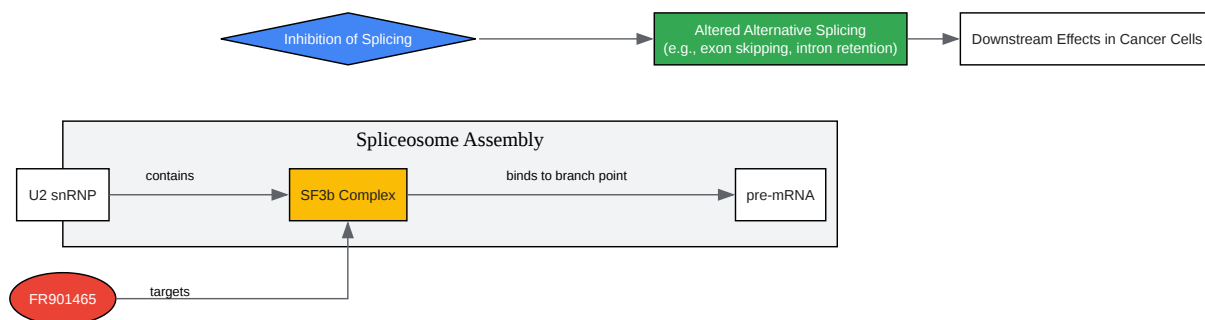 Inhibition of Splicing
Altered Alternative Splicing
(e.g., exon skipping, intron retention)
Downstream Effects in Cancer Cells
Spliceosome Assembly
U2 snRNP
contains
SF3b Complex
binds to branch point
pre-mRNA
FR901465
targets